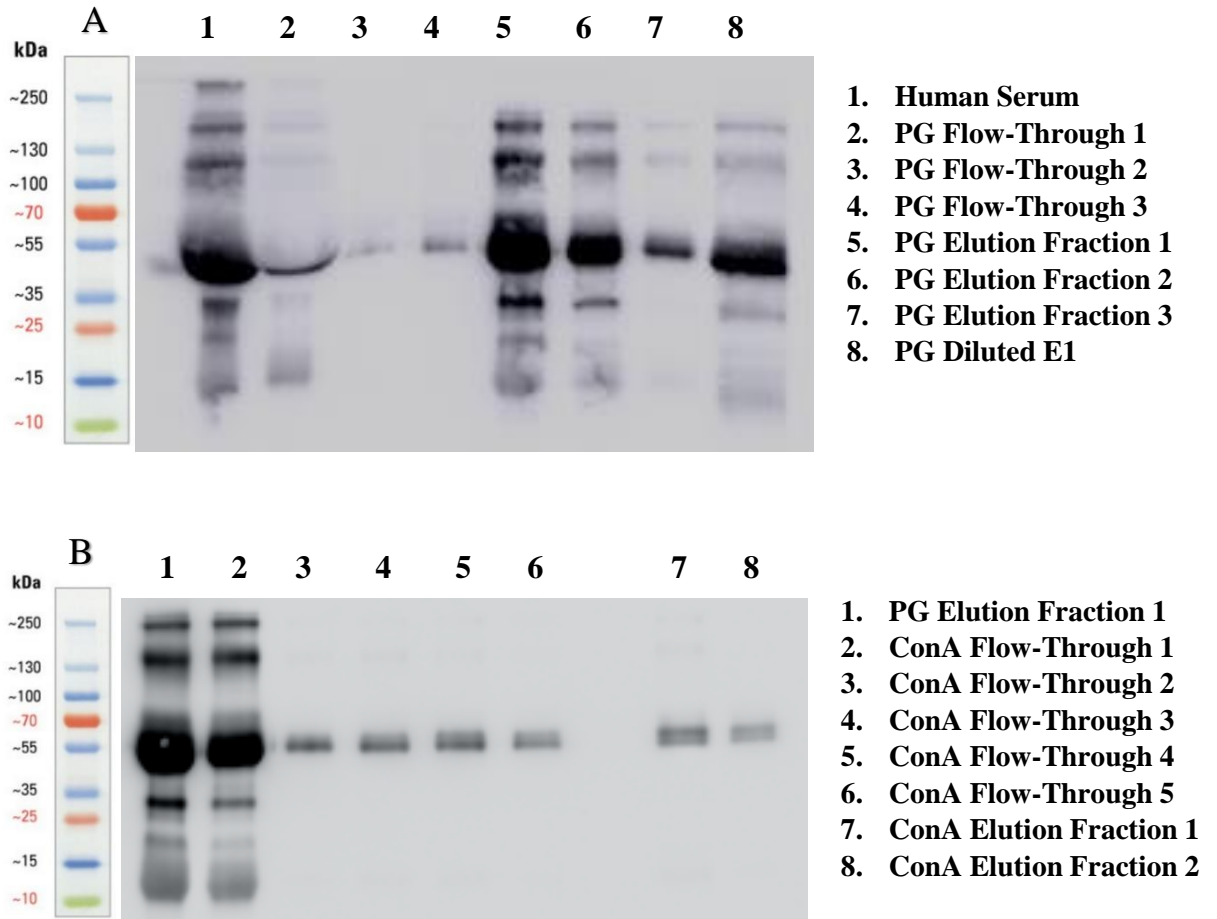 A
1 2 3 4 5 6 7 8
kDa
~250
~130
~100
~70
~55
~35
~25
~15
~10
1. Human Serum
2. PG Flow-Through 1
3. PG Flow-Through 2
4. PG Flow-Through 3
5. PG Elution Fraction 1
6. PG Elution Fraction 2
7. PG Elution Fraction 3
8. PG Diluted E1
B
1 2 3 4 5 6 7 8
kDa
~250
~130
~100
~70
~55
~35
~25
~15
~10
1. PG Elution Fraction 1
2. ConA Flow-Through 1
3. ConA Flow-Through 2
4. ConA Flow-Through 3
5. ConA Flow-Through 4
6. ConA Flow-Through 5
7. ConA Elution Fraction 1
8. ConA Elution Fraction 2